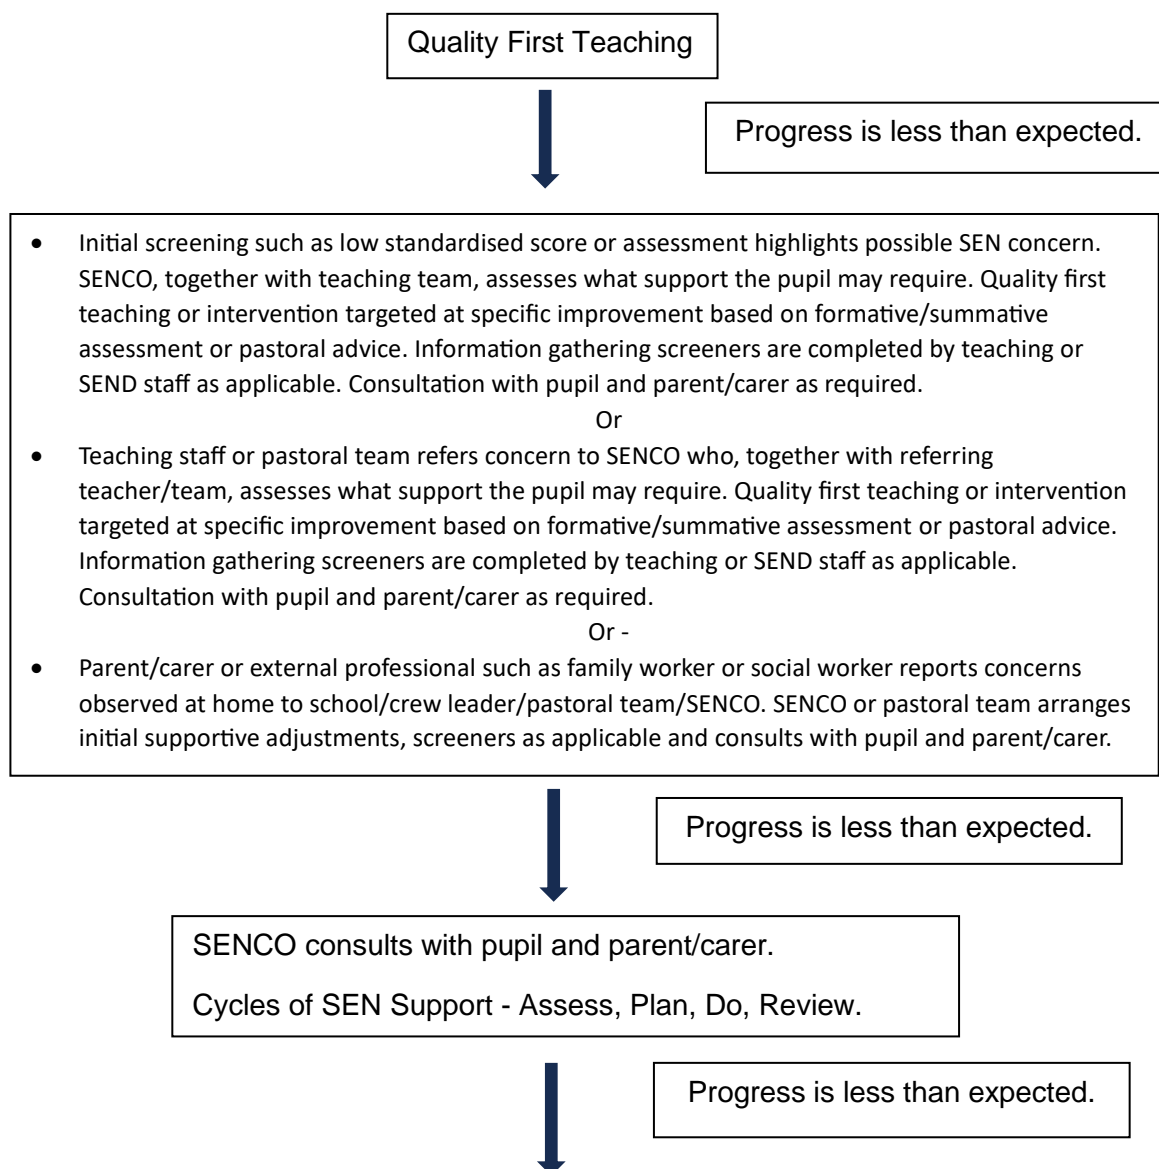 Quality First Teaching
Progress is less than expected.
• Initial screening such as low standardised score or assessment highlights possible SEN concern.
SENCO, together with teaching team, assesses what support the pupil may require. Quality first
teaching or intervention targeted at specific improvement based on formative/summative
assessment or pastoral advice. Information gathering screeners are completed by teaching or
SEND staff as applicable. Consultation with pupil and parent/carer as required.
Or
• Teaching staff or pastoral team refers concern to SENCO who, together with referring
teacher/team, assesses what support the pupil may require. Quality first teaching or intervention
targeted at specific improvement based on formative/summative assessment or pastoral advice.
Information gathering screeners are completed by teaching or SEND staff as applicable.
Consultation with pupil and parent/carer as required.
Or -
• Parent/carer or external professional such as family worker or social worker reports concerns
observed at home to school/crew leader/pastoral team/SENCO. SENCO or pastoral team arranges
initial supportive adjustments, screeners as applicable and consults with pupil and parent/carer.
Progress is less than expected.
SENCO consults with pupil and parent/carer.
Cycles of SEN Support - Assess, Plan, Do, Review.
Progress is less than expected.